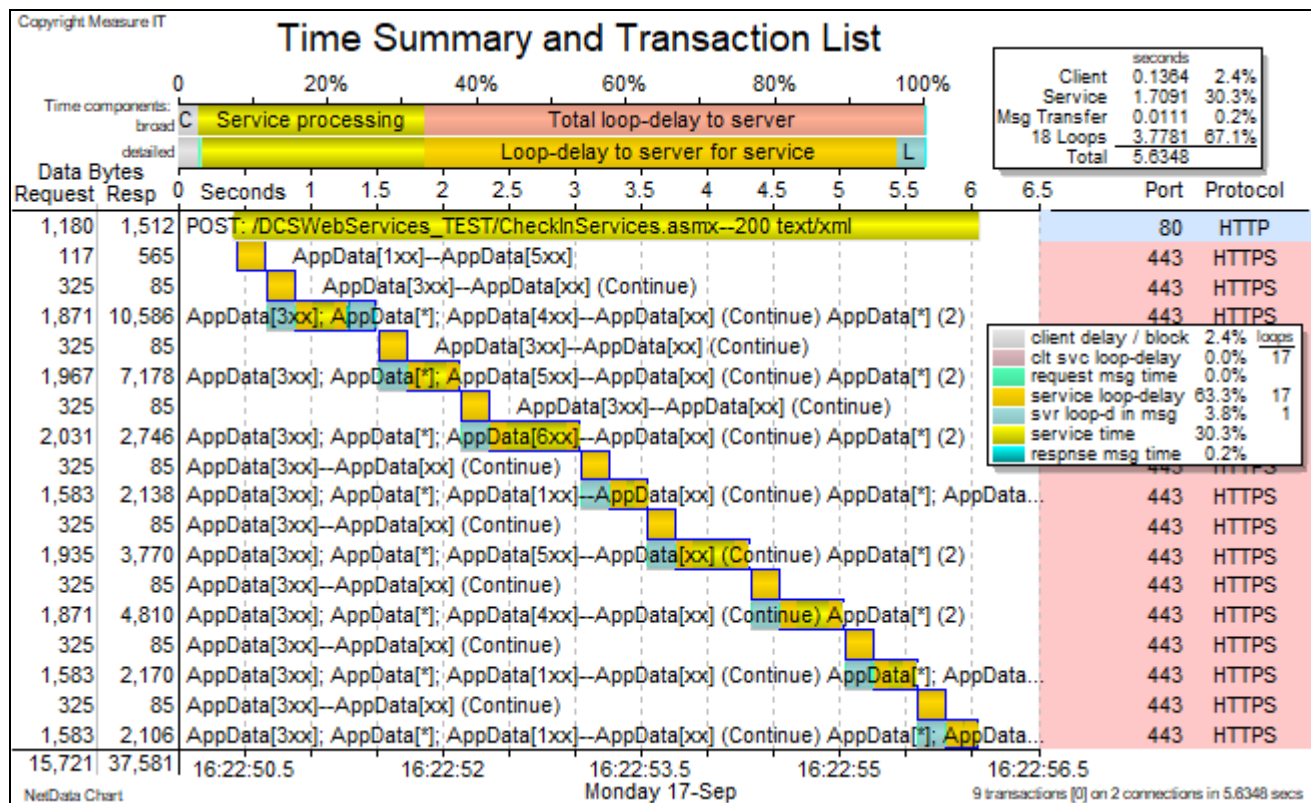 Copyright Measure IT
Time Summary and Transaction List
seconds
Client 0.1364 2.4%
Service 1.7091 30.3%
Msg Transfer 0.0111 0.2%
18 Loops 3.7781 67.1%
Total 5.6348
0 20% 40% 60% 80% 100%
Time components:
broad C Service processing Total loop-delay to server
detailed Loop-delay to server for service L
Data Bytes
Request Resp 0 Seconds 1 1.5 2 2.5 3 3.5 4 4.5 5 5.5 6 6.5 Port Protocol
1,180 1,512 POST: /DCSWebServices_TEST/CheckInServices.asmx--200 text/xml 80 HTTP
117 565 AppData[1xx]--AppData[5xx] 443 HTTPS
325 85 AppData[3xx]--AppData[xx] (Continue) 443 HTTPS
1,871 10,586 AppData[3xx]; AppData[*]; AppData[4xx]--AppData[xx] (Continue) AppData[*] (2) 443 HTTPS
325 85 AppData[3xx]--AppData[xx] (Continue)
1,967 7,178 AppData[3xx]; AppData[*]; AppData[5xx]--AppData[xx] (Continue) AppData[*] (2)
325 85 AppData[3xx]--AppData[xx] (Continue)
2,031 2,746 AppData[3xx]; AppData[*]; AppData[6xx]--AppData[xx] (Continue) AppData[*] (2)
client delay / block 2.4% loops
clt svc loop-delay 0.0% 17
request msg time 0.0%
service loop-delay 63.3% 17
svr loop-d in msg 3.8% 1
service time 30.3%
respnse msg time 0.2%
325 85 AppData[3xx]--AppData[xx] (Continue) 443 HTTPS
1,583 2,138 AppData[3xx]; AppData[*]; AppData[1xx]--AppData[xx] (Continue) AppData[*]; AppData... 443 HTTPS
325 85 AppData[3xx]--AppData[xx] (Continue) 443 HTTPS
1,935 3,770 AppData[3xx]; AppData[*]; AppData[5xx]--AppData[xx] (Continue) AppData[*] (2) 443 HTTPS
325 85 AppData[3xx]--AppData[xx] (Continue) 443 HTTPS
1,871 4,810 AppData[3xx]; AppData[*]; AppData[4xx]--AppData[xx] (Continue) AppData[*] (2) 443 HTTPS
325 85 AppData[3xx]--AppData[xx] (Continue) 443 HTTPS
1,583 2,170 AppData[3xx]; AppData[*]; AppData[1xx]--AppData[xx] (Continue) AppData[*]; AppData... 443 HTTPS
325 85 AppData[3xx]--AppData[xx] (Continue) 443 HTTPS
1,583 2,106 AppData[3xx]; AppData[*]; AppData[1xx]--AppData[xx] (Continue) AppData[*]; AppData... 443 HTTPS
15,721 37,581 16:22:50.5 16:22:52 16:22:53.5 16:22:55 16:22:56.5
NetData Chart Monday 17-Sep 9 transactions [0] on 2 connections in 5.6348 secs